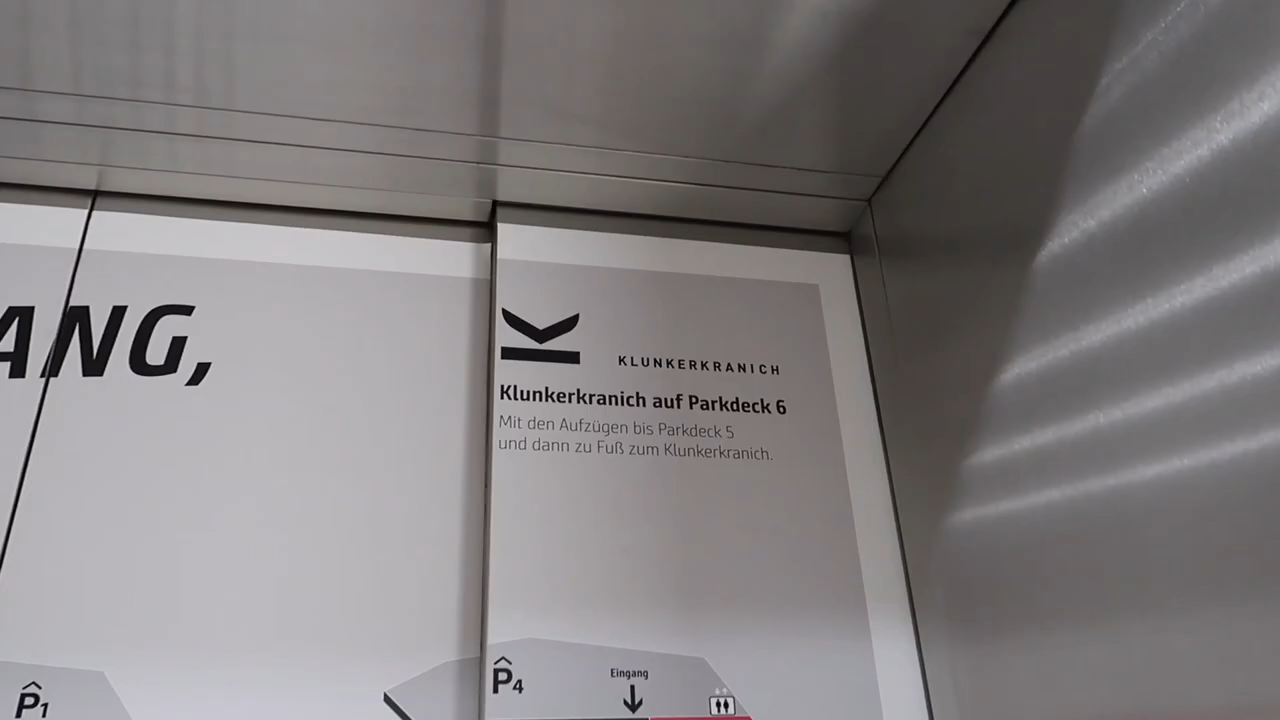 ANG,
KLUNKERKRANICH
Klunkerkranich auf Parkdeck 6
Mit den Aufzügen bis Parkdeck 5
und dann zu Fuß zum Klunkerkranich.
P4
Eingang
P1